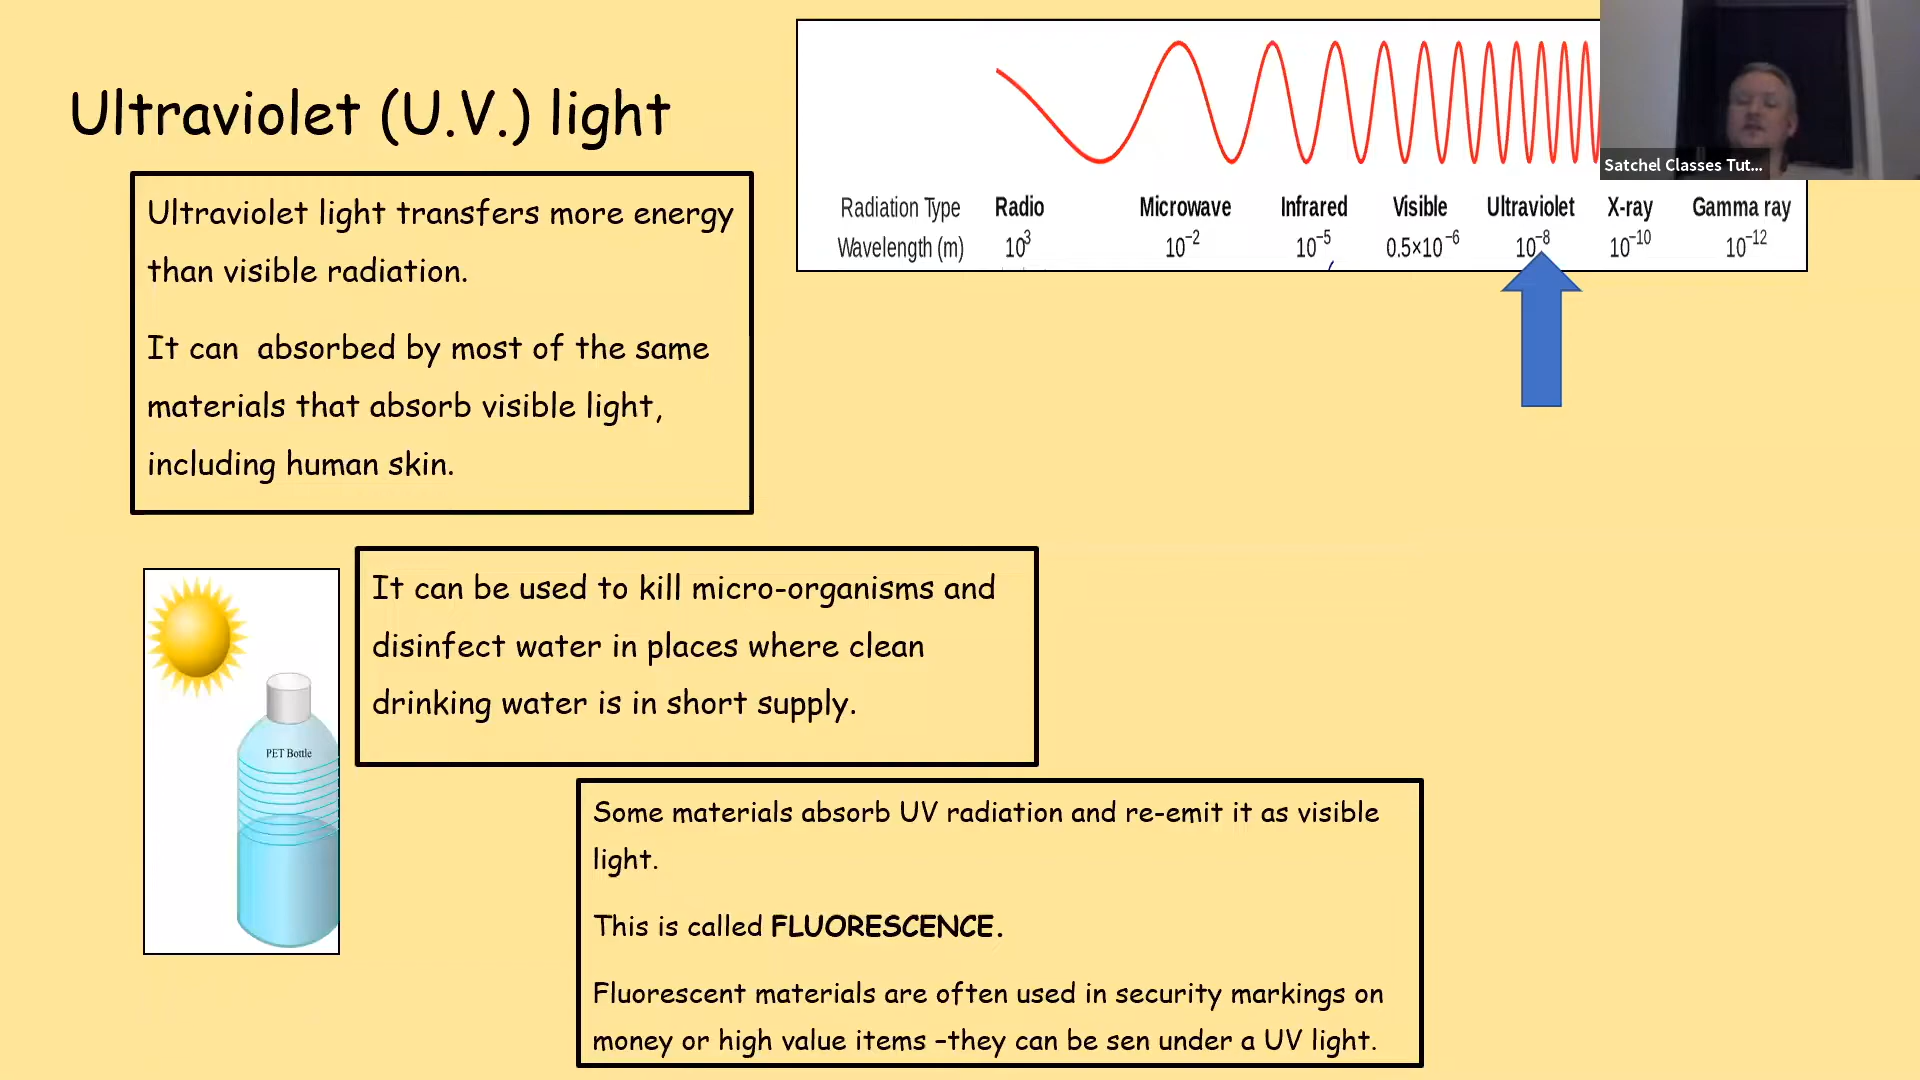 Ultraviolet (U.V.) light
Ultraviolet light transfers more energy
than visible radiation.
It can absorbed by most of the same
materials that absorb visible light,
including human skin.
Satchel Classes Tut...
Radiation Type Radio Microwave Infrared Visible Ultraviolet X-ray Gamma ray
Wavelength (m) 10³ 10⁻² 10⁻⁵ 0.5×10⁻⁶ 10⁻⁸ 10⁻¹⁰ 10⁻¹²
PET Bottle
It can be used to kill micro-organisms and
disinfect water in places where clean
drinking water is in short supply.
Some materials absorb UV radiation and re-emit it as visible
light.
This is called FLUORESCENCE.
Fluorescent materials are often used in security markings on
money or high value items –they can be sen under a UV light.